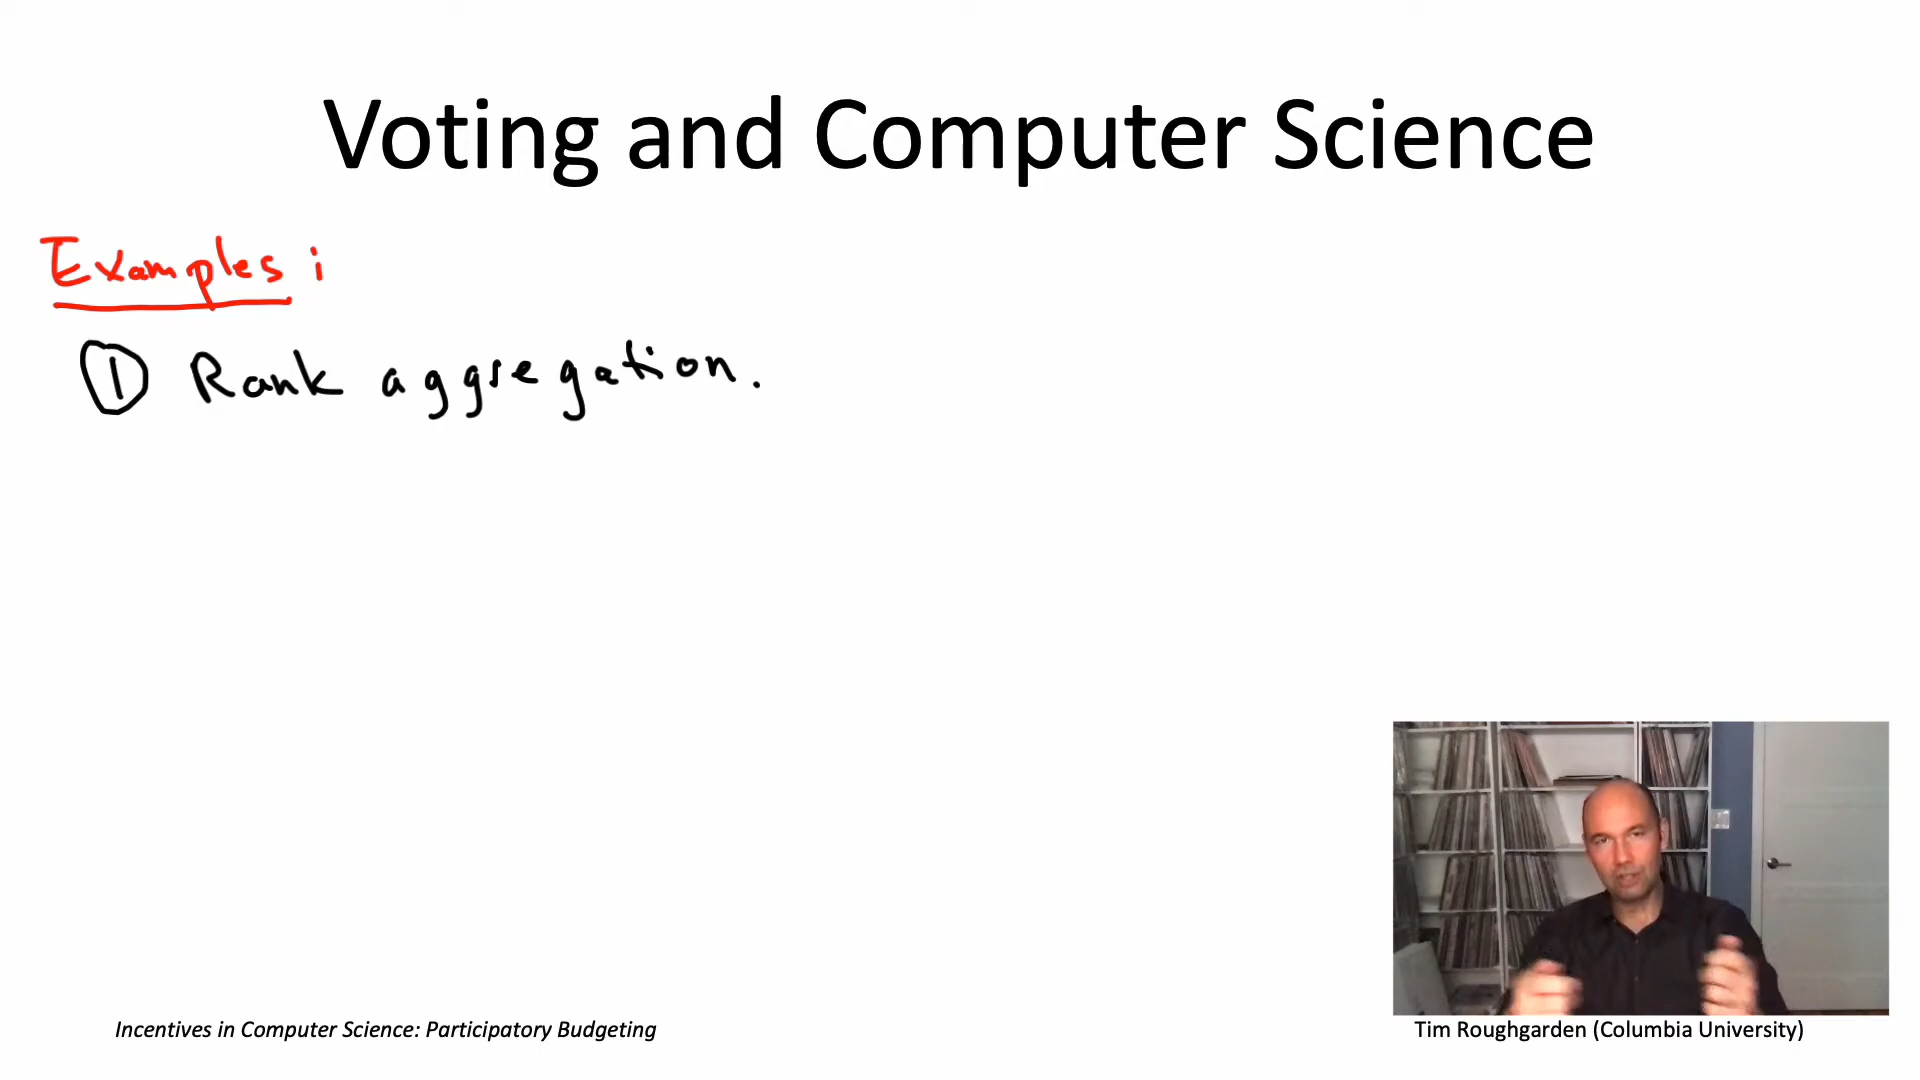 Voting and Computer Science
Examples:
① Rank aggregation.
Incentives in Computer Science: Participatory Budgeting
Tim Roughgarden (Columbia University)